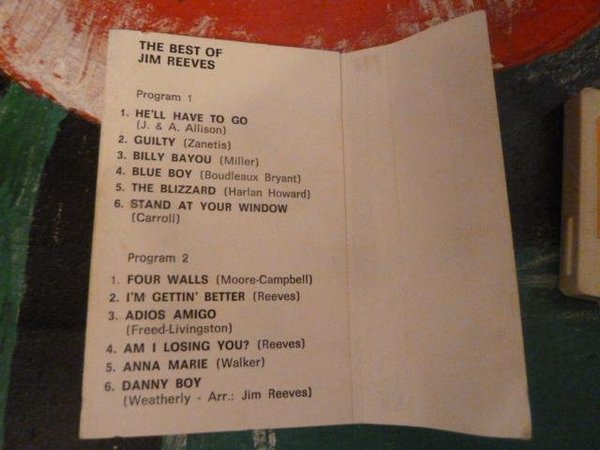 THE BEST OF
JIM REEVES
Program 1
1. HE'LL HAVE TO GO
(J. & A. Allison)
2. GUILTY (Zanetis)
3. BILLY BAYOU (Miller)
4. BLUE BOY (Boudleaux Bryant)
5. THE BLIZZARD (Harlan Howard)
6. STAND AT YOUR WINDOW
(Carroll)
Program 2
1. FOUR WALLS (Moore-Campbell)
2. I'M GETTIN' BETTER (Reeves)
3. ADIOS AMIGO
(Freed-Livingston)
4. AM I LOSING YOU? (Reeves)
5. ANNA MARIE (Walker)
6. DANNY BOY
(Weatherly - Arr.: Jim Reeves)